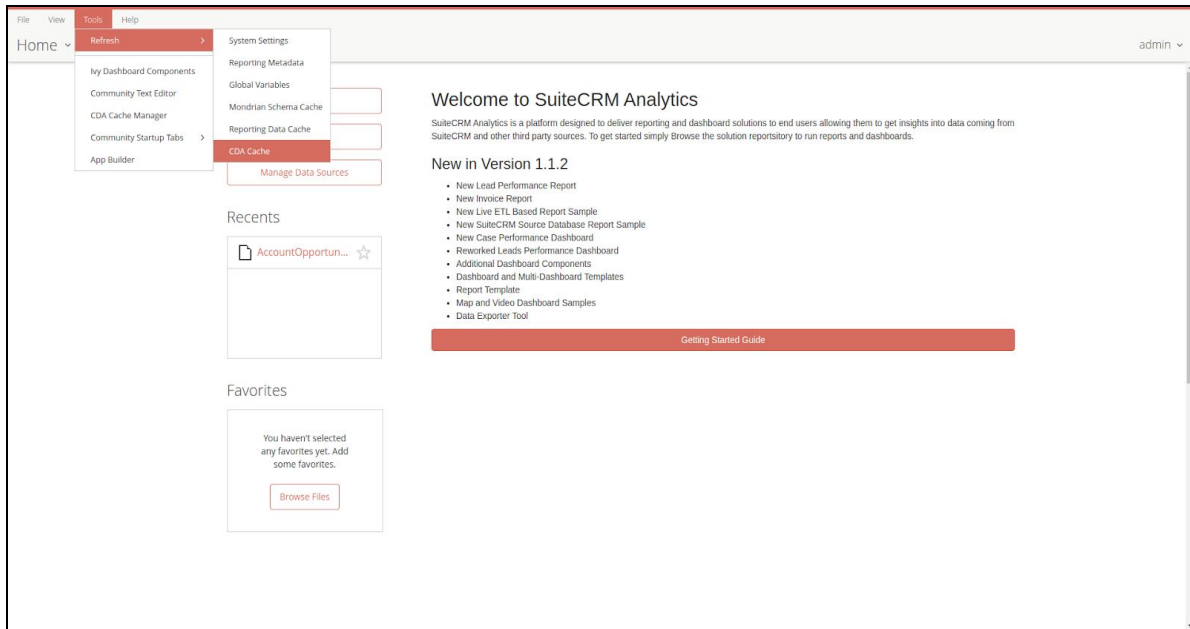 File View Tools Help
Home
admin
Refresh
Ivy Dashboard Components
Community Text Editor
CDA Cache Manager
Community Startup Tabs
App Builder
System Settings
Reporting Metadata
Global Variables
Mondrian Schema Cache
Reporting Data Cache
CDA Cache
Manage Data Sources
Recents
AccountOpportun...
Favorites
You haven't selected
any favorites yet. Add
some favorites.
Browse Files
Welcome to SuiteCRM Analytics
SuiteCRM Analytics is a platform designed to deliver reporting and dashboard solutions to end users allowing them to get insights into data coming from
SuiteCRM and other third party sources. To get started simply Browse the solution reportsitory to run reports and dashboards.
New in Version 1.1.2
• New Lead Performance Report
• New Invoice Report
• New Live ETL Based Report Sample
• New SuiteCRM Source Database Report Sample
• New Case Performance Dashboard
• Reworked Leads Performance Dashboard
• Additional Dashboard Components
• Dashboard and Multi-Dashboard Templates
• Report Template
• Map and Video Dashboard Samples
• Data Exporter Tool
Getting Started Guide